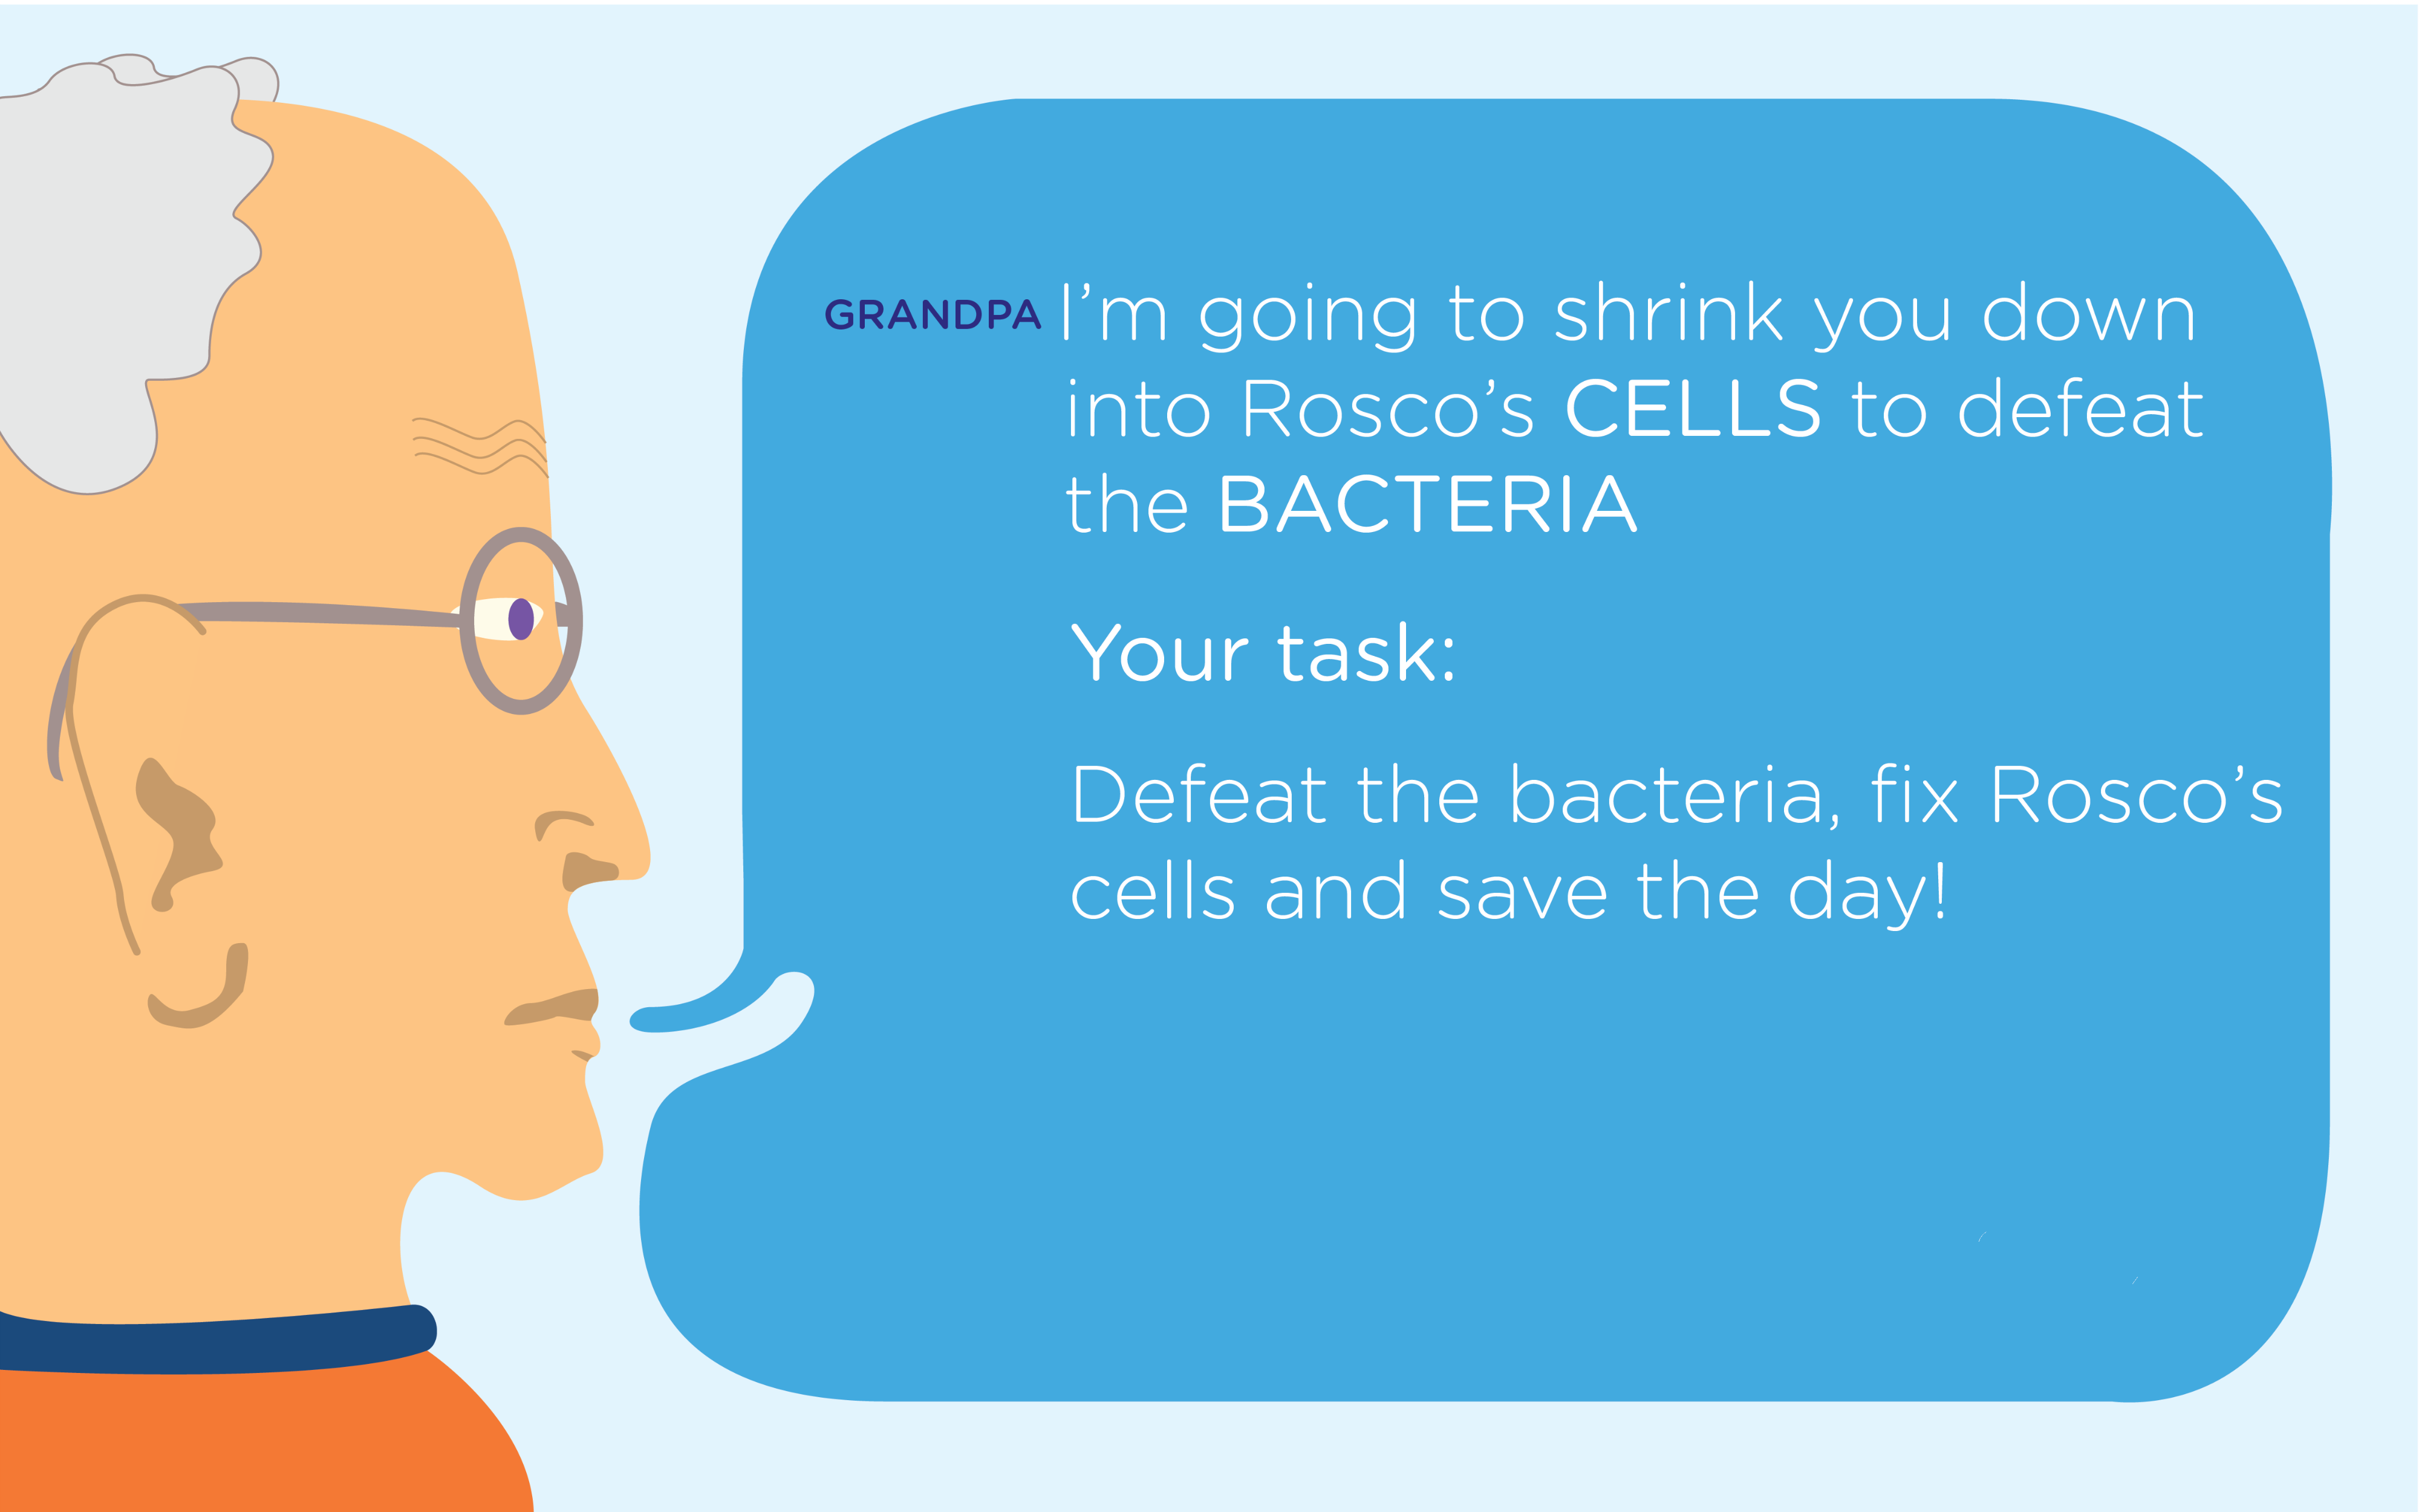 GRANDPA I’m going to shrink you down
into Rosco’s CELLS to defeat
the BACTERIA
Your task:
Defeat the bacteria, fix Rosco’s
cells and save the day!